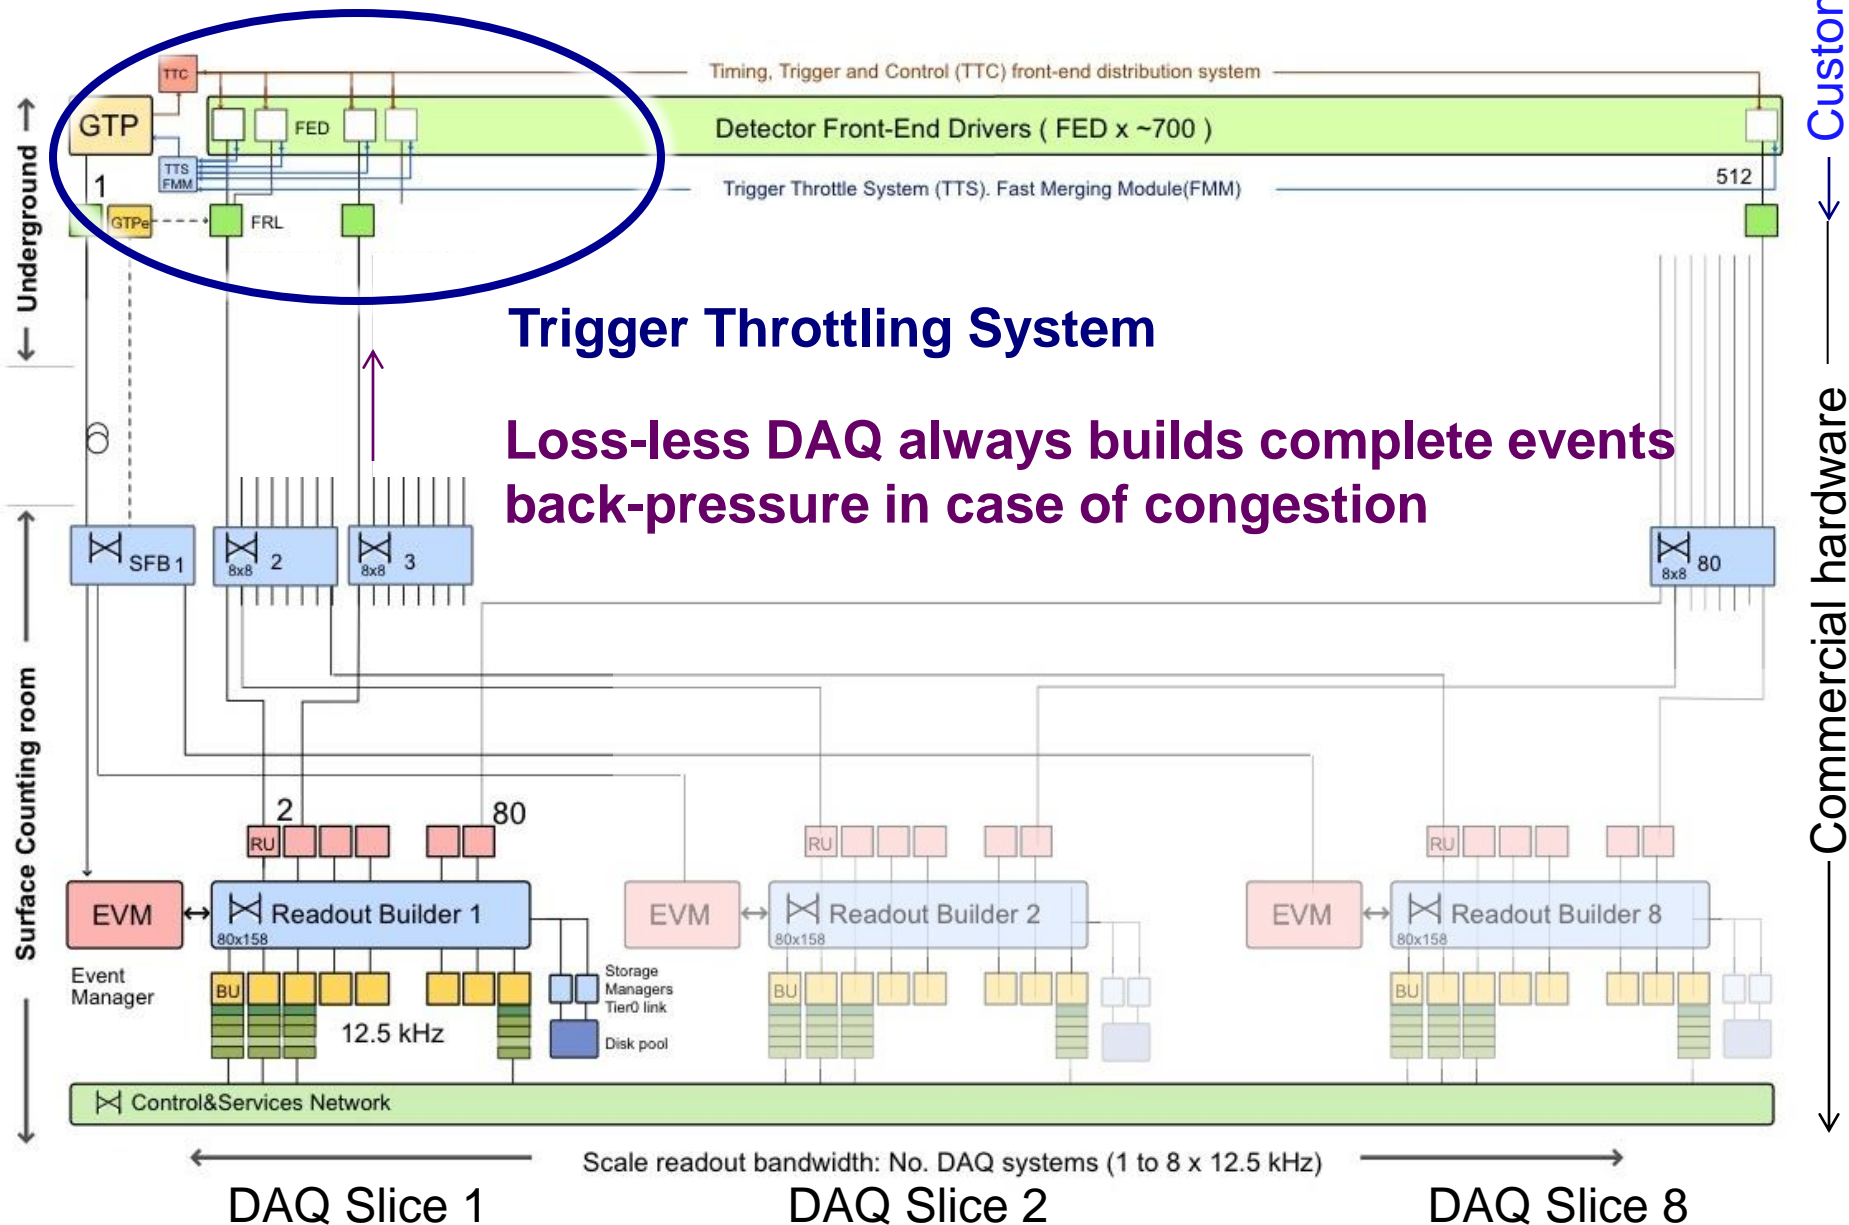 TTC
Timing, Trigger and Control (TTC) front-end distribution system
GTP
FED
Detector Front-End Drivers ( FED x ~700 )
TTS
FMM
Trigger Throttle System (TTS). Fast Merging Module(FMM)
1
512
GTPe
FRL
Underground
Trigger Throttling System
Loss-less DAQ always builds complete events
back-pressure in case of congestion
SFB 1
8x8 2
8x8 3
8x8 80
Commercial hardware
Surface Counting room
2
80
RU
RU
RU
EVM
Readout Builder 1
80x158
EVM
Readout Builder 2
80x158
EVM
Readout Builder 8
80x158
Event
Manager
BU
12.5 kHz
Storage
Managers
Tier0 link
Disk pool
BU
BU
Control&Services Network
Scale readout bandwidth: No. DAQ systems (1 to 8 x 12.5 kHz)
DAQ Slice 1
DAQ Slice 2
DAQ Slice 8